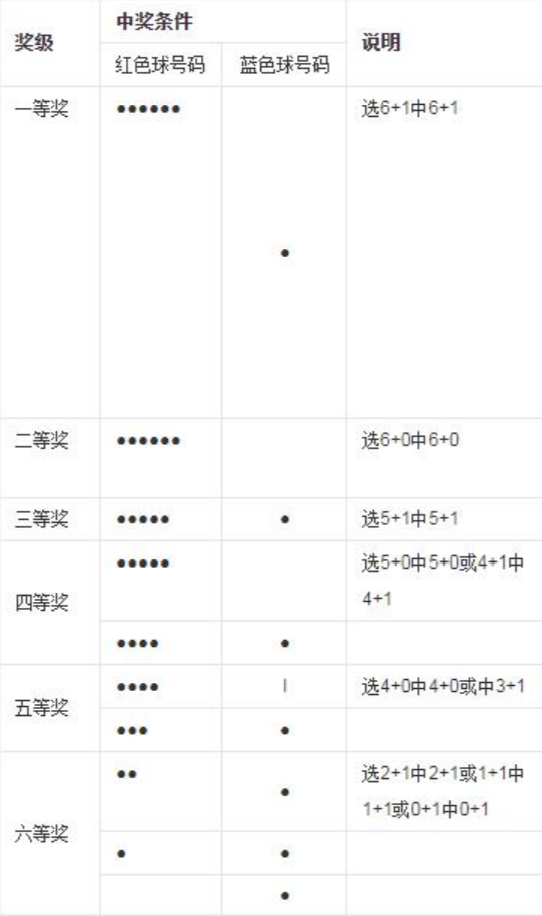 奖级
中奖条件
说明
红色球号码
蓝色球号码
一等奖
●●●●●●
●
选6+1中6+1
二等奖
●●●●●●
选6+0中6+0
三等奖
●●●●●
●
选5+1中5+1
四等奖
●●●●●
选5+0中5+0或4+1中
4+1
●●●●
●
五等奖
●●●●
|
选4+0中4+0或中3+1
●●●
●
六等奖
●●
●
选2+1中2+1或1+1中
1+1或0+1中0+1
●
●
●